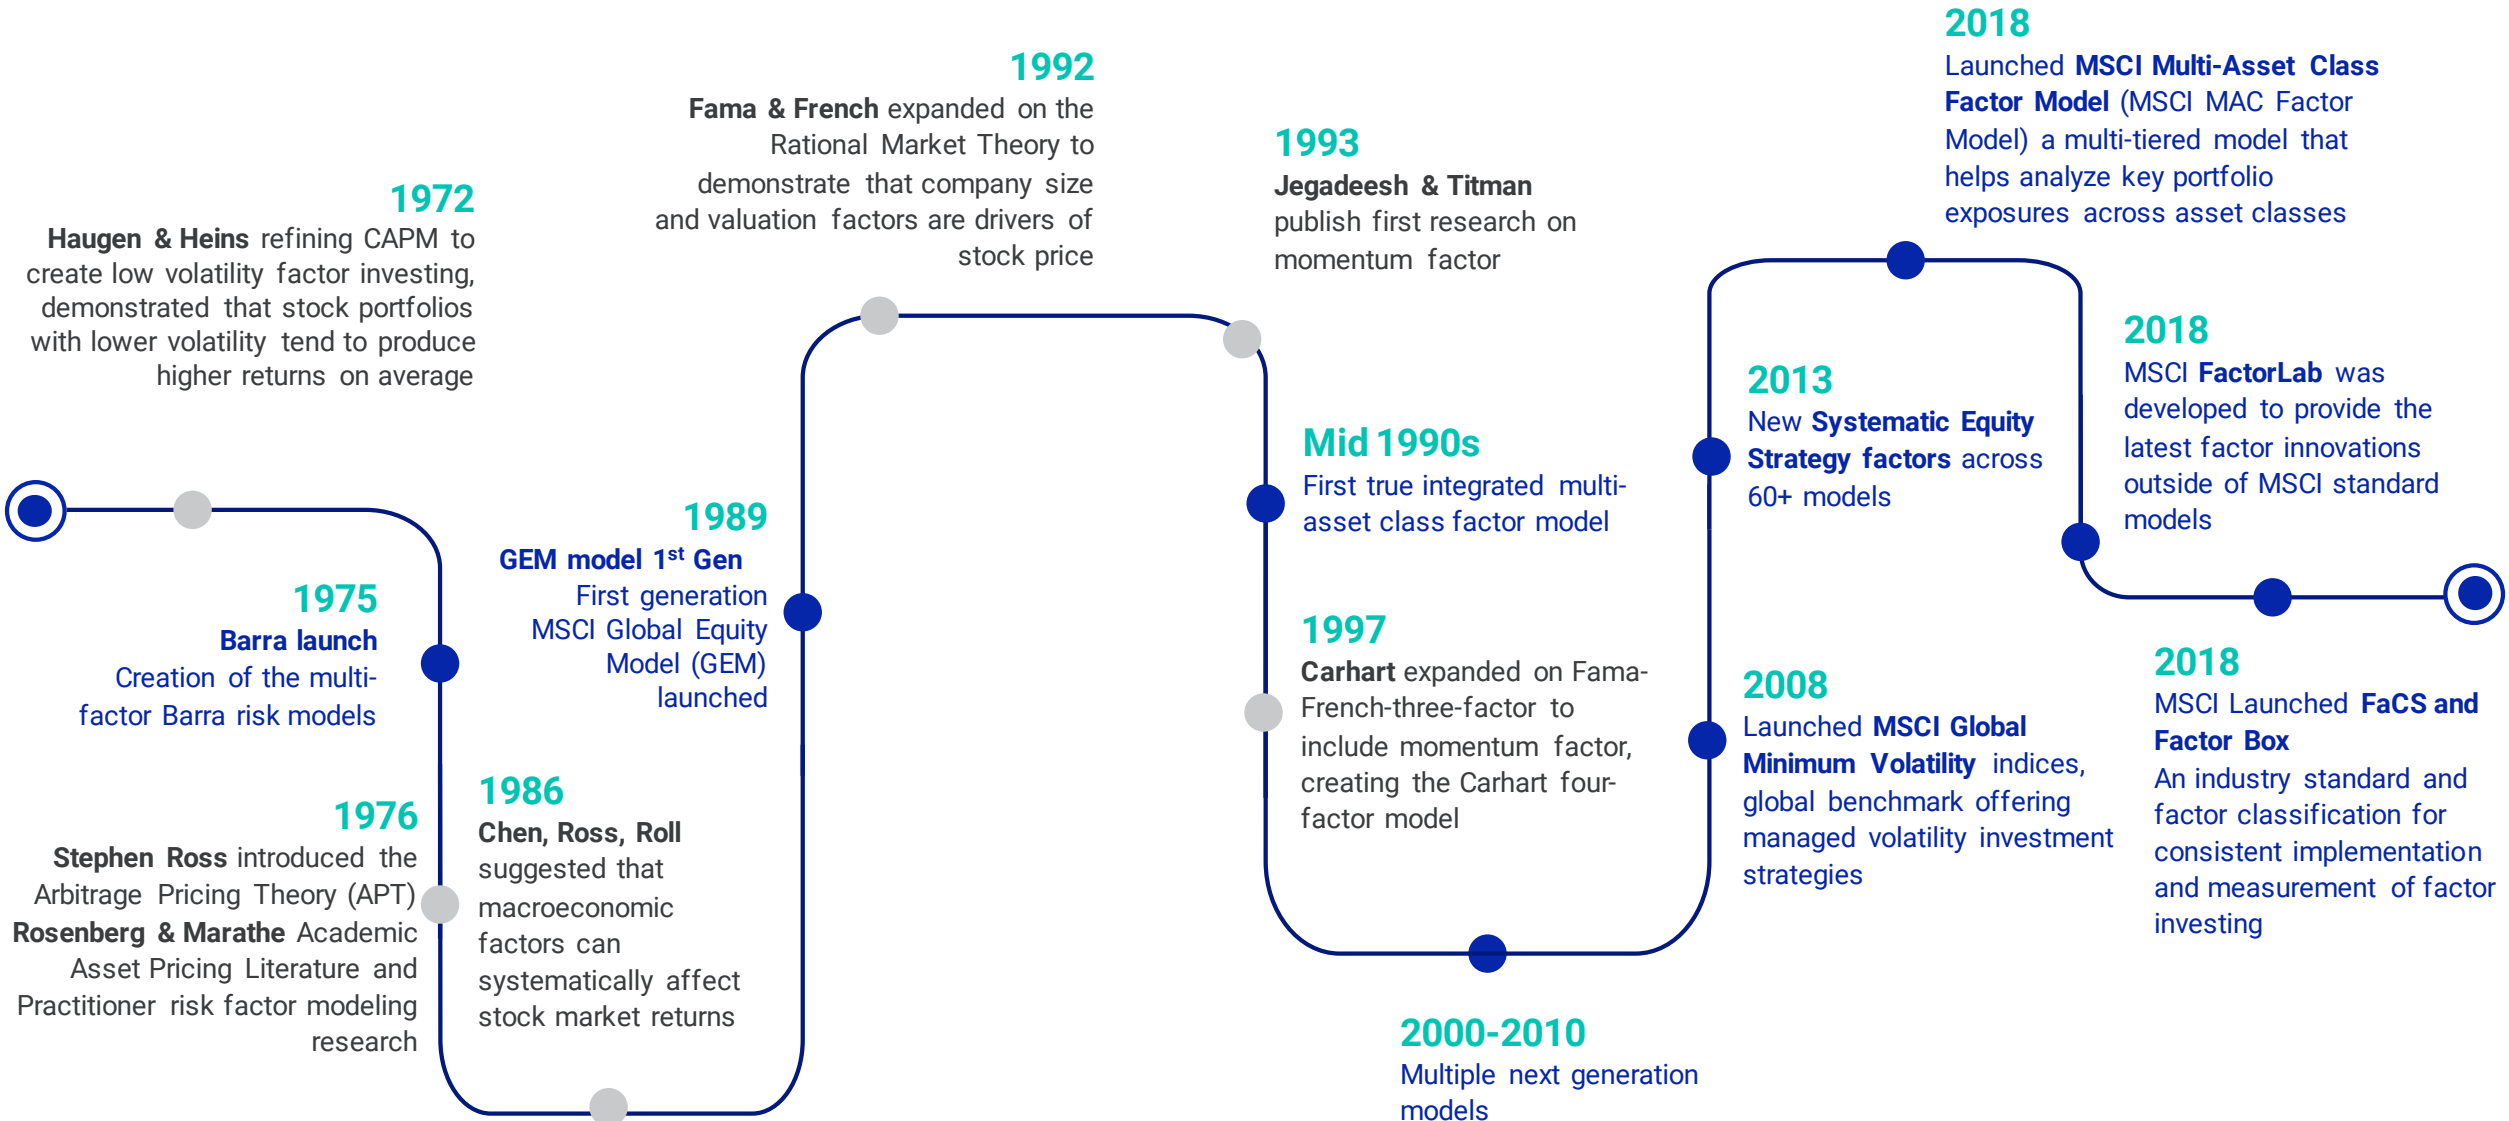 1972
Haugen & Heins refining CAPM to
create low volatility factor investing,
demonstrated that stock portfolios
with lower volatility tend to produce
higher returns on average
1975
Barra launch
Creation of the multi-
factor Barra risk models
1976
Stephen Ross introduced the
Arbitrage Pricing Theory (APT)
Rosenberg & Marathe Academic
Asset Pricing Literature and
Practitioner risk factor modeling
research
1986
Chen, Ross, Roll
suggested that
macroeconomic
factors can
systematically affect
stock market returns
1989
GEM model 1st Gen
First generation
MSCI Global Equity
Model (GEM)
launched
1992
Fama & French expanded on the
Rational Market Theory to
demonstrate that company size
and valuation factors are drivers of
stock price
1993
Jegadeesh & Titman
publish first research on
momentum factor
Mid 1990s
First true integrated multi-
asset class factor model
1997
Carhart expanded on Fama-
French-three-factor to
include momentum factor,
creating the Carhart four-
factor model
2000-2010
Multiple next generation
models
2008
Launched MSCI Global
Minimum Volatility indices,
global benchmark offering
managed volatility investment
strategies
2013
New Systematic Equity
Strategy factors across
60+ models
2018
Launched MSCI Multi-Asset Class
Factor Model (MSCI MAC Factor
Model) a multi-tiered model that
helps analyze key portfolio
exposures across asset classes
2018
MSCI FactorLab was
developed to provide the
latest factor innovations
outside of MSCI standard
models
2018
MSCI Launched FaCS and
Factor Box
An industry standard and
factor classification for
consistent implementation
and measurement of factor
investing